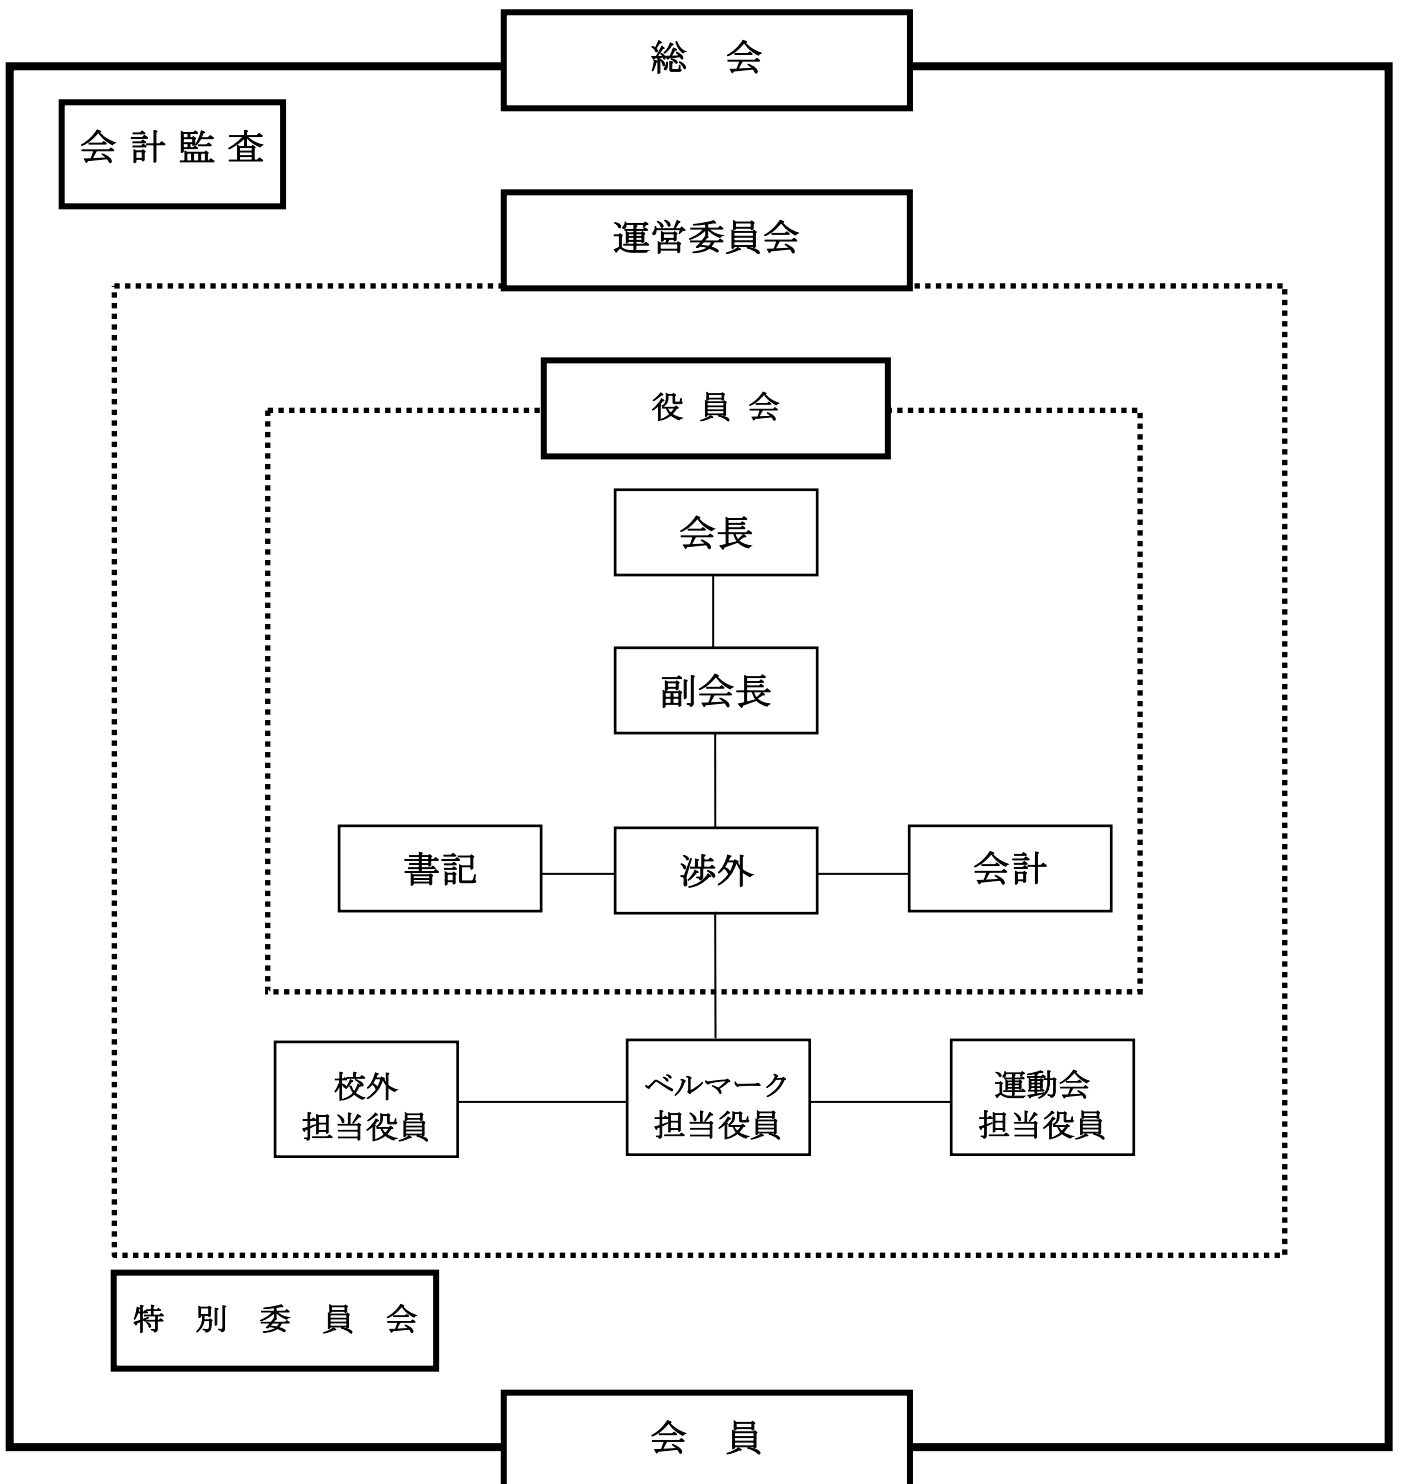 総　会
会計監査
運営委員会
役員会
会長
副会長
書記
渉外
会計
校外
担当役員
ベルマーク
担当役員
運動会
担当役員
特別委員会
会　員